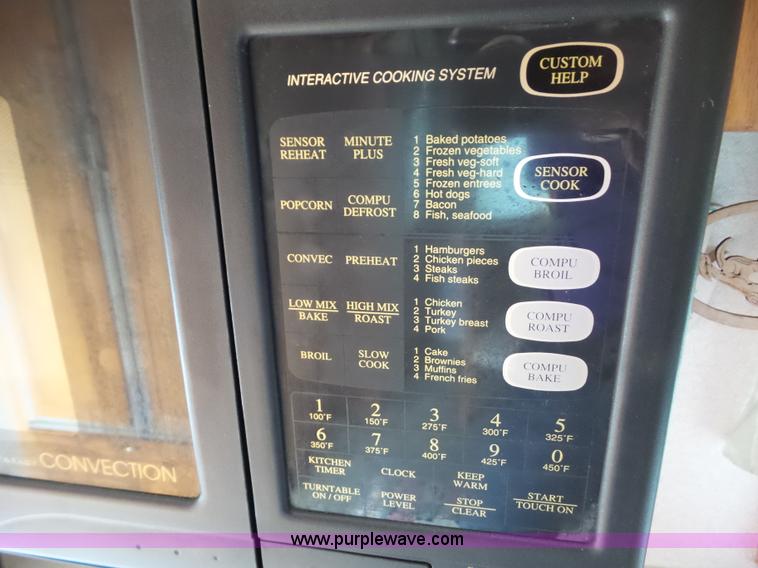 INTERACTIVE COOKING SYSTEM
CUSTOM
HELP
SENSOR
REHEAT
MINUTE
PLUS
POPCORN
COMPU
DEFROST
1 Baked potatoes
2 Frozen vegetables
3 Fresh veg-soft
4 Fresh veg-hard
5 Frozen entrees
6 Hot dogs
7 Bacon
8 Fish, seafood
SENSOR
COOK
CONVEC
PREHEAT
1 Hamburgers
2 Chicken pieces
3 Steaks
4 Fish steaks
COMPU
BROIL
LOW MIX
BAKE
HIGH MIX
ROAST
1 Chicken
2 Turkey
3 Turkey breast
4 Pork
COMPU
ROAST
BROIL
SLOW
COOK
1 Cake
2 Brownies
3 Muffins
4 French fries
COMPU
BAKE
1
100°F
2
150°F
3
275°F
4
300°F
5
325°F
6
350°F
7
375°F
8
400°F
9
425°F
0
450°F
KITCHEN
TIMER
CLOCK
KEEP
WARM
TURNTABLE
ON / OFF
POWER
LEVEL
STOP
CLEAR
START
TOUCH ON
CONVECTION
www.purplewave.com